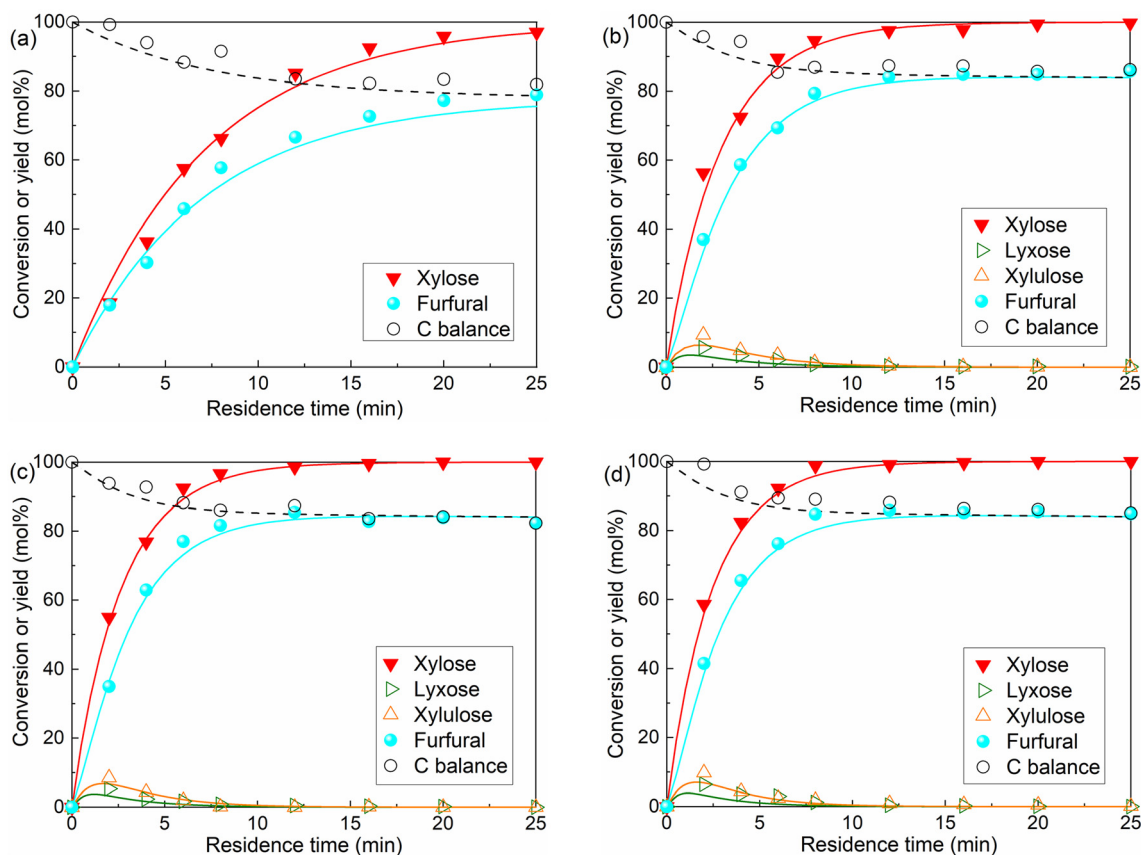 (a)
100
80
60
40
20
0
Conversion or yield (mol%)
Xylose
Furfural
C balance
0 5 10 15 20 25
Residence time (min)
(b)
100
80
60
40
20
0
Conversion or yield (mol%)
Xylose
Lyxose
Xylulose
Furfural
C balance
0 5 10 15 20 25
Residence time (min)
(c)
100
80
60
40
20
0
Conversion or yield (mol%)
Xylose
Lyxose
Xylulose
Furfural
C balance
0 5 10 15 20 25
Residence time (min)
(d)
100
80
60
40
20
0
Conversion or yield (mol%)
Xylose
Lyxose
Xylulose
Furfural
C balance
0 5 10 15 20 25
Residence time (min)